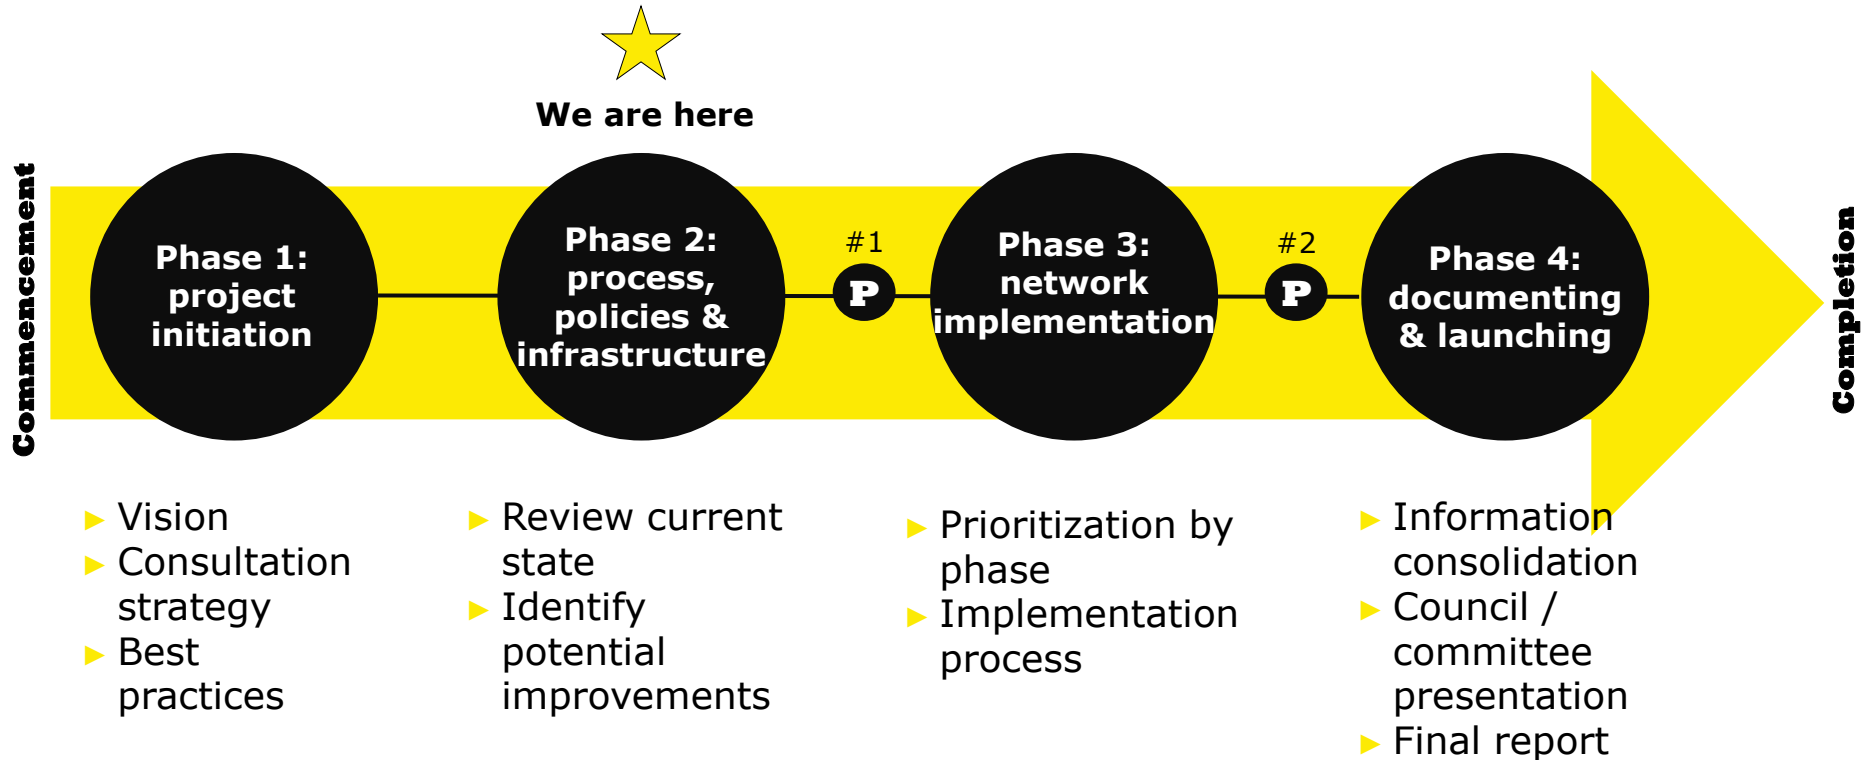 We are here
Commencement
Phase 1:
project
initiation
Phase 2:
process,
policies &
infrastructure
#1
P
Phase 3:
network
implementation
#2
P
Phase 4:
documenting
& launching
Completion
► Vision
► Consultation
strategy
► Best
practices
► Review current
state
► Identify
potential
improvements
► Prioritization by
phase
► Implementation
process
► Information
consolidation
► Council /
committee
presentation
► Final report